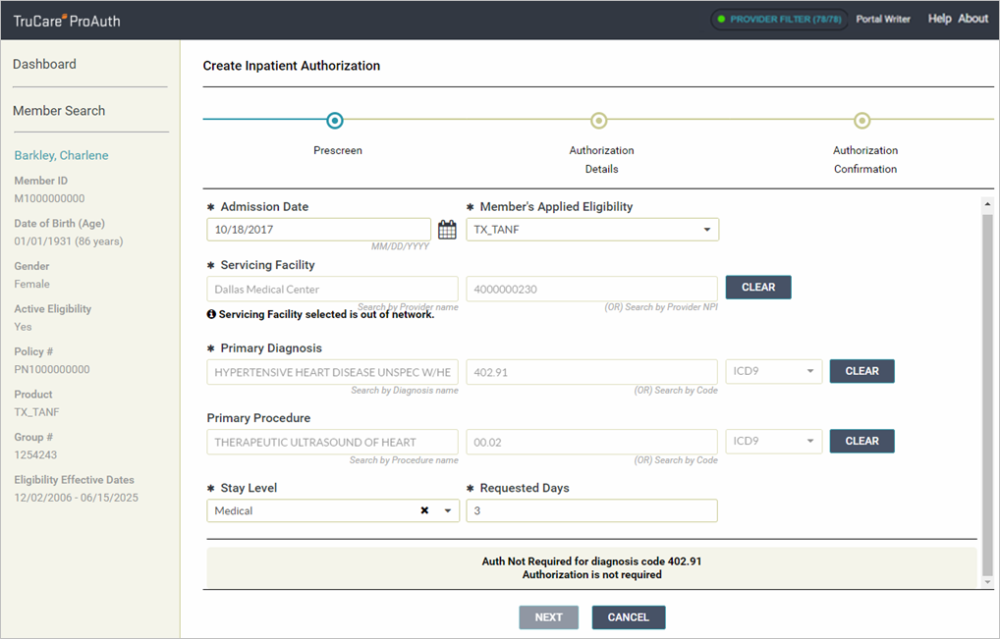 TruCare ProAuth
PROVIDER FILTER (78/78)
Portal Writer
Help
About
Dashboard
Member Search
Barkley, Charlene
Member ID
M1000000000
Date of Birth (Age)
01/01/1931 (86 years)
Gender
Female
Active Eligibility
Yes
Policy #
PN1000000000
Product
TX_TANF
Group #
1254243
Eligibility Effective Dates
12/02/2006 - 06/15/2025
Create Inpatient Authorization
Prescreen
Authorization
Details
Authorization
Confirmation
✱ Admission Date
✱ Member's Applied Eligibility
10/18/2017
TX_TANF
MM/DD/YYYY
✱ Servicing Facility
Dallas Medical Center
4000000230
CLEAR
Search by Provider name
(OR) Search by Provider NPI
Servicing Facility selected is out of network.
✱ Primary Diagnosis
HYPERTENSIVE HEART DISEASE UNSPEC W/HE
402.91
ICD9
CLEAR
Search by Diagnosis name
(OR) Search by Code
Primary Procedure
THERAPEUTIC ULTRASOUND OF HEART
00.02
ICD9
CLEAR
Search by Procedure name
(OR) Search by Code
✱ Stay Level
✱ Requested Days
Medical
3
Auth Not Required for diagnosis code 402.91
Authorization is not required
NEXT
CANCEL